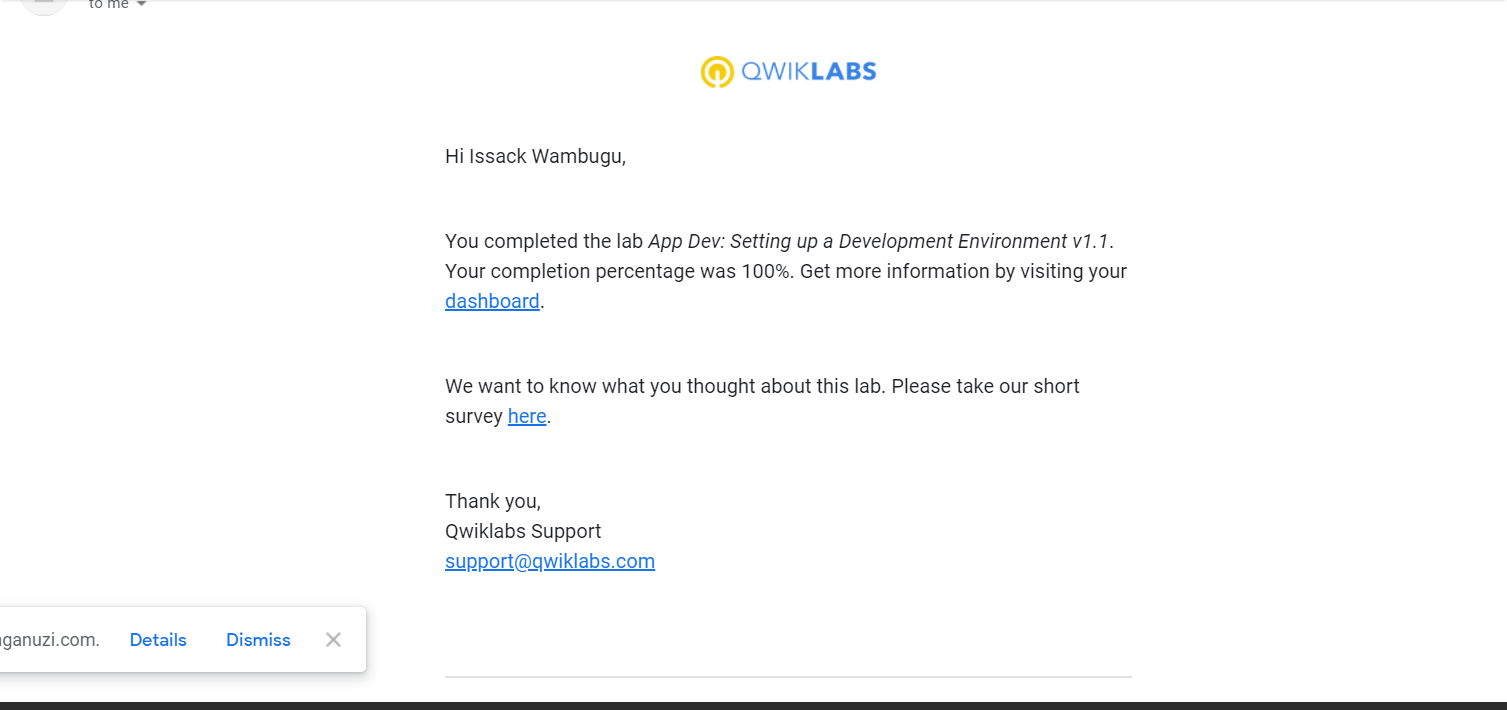 to me
QWIKLABS
Hi Issack Wambugu,
You completed the lab App Dev: Setting up a Development Environment v1.1.
Your completion percentage was 100%. Get more information by visiting your
dashboard.
We want to know what you thought about this lab. Please take our short
survey here.
Thank you,
Qwiklabs Support
support@qwiklabs.com
ganuzi.com. Details Dismiss